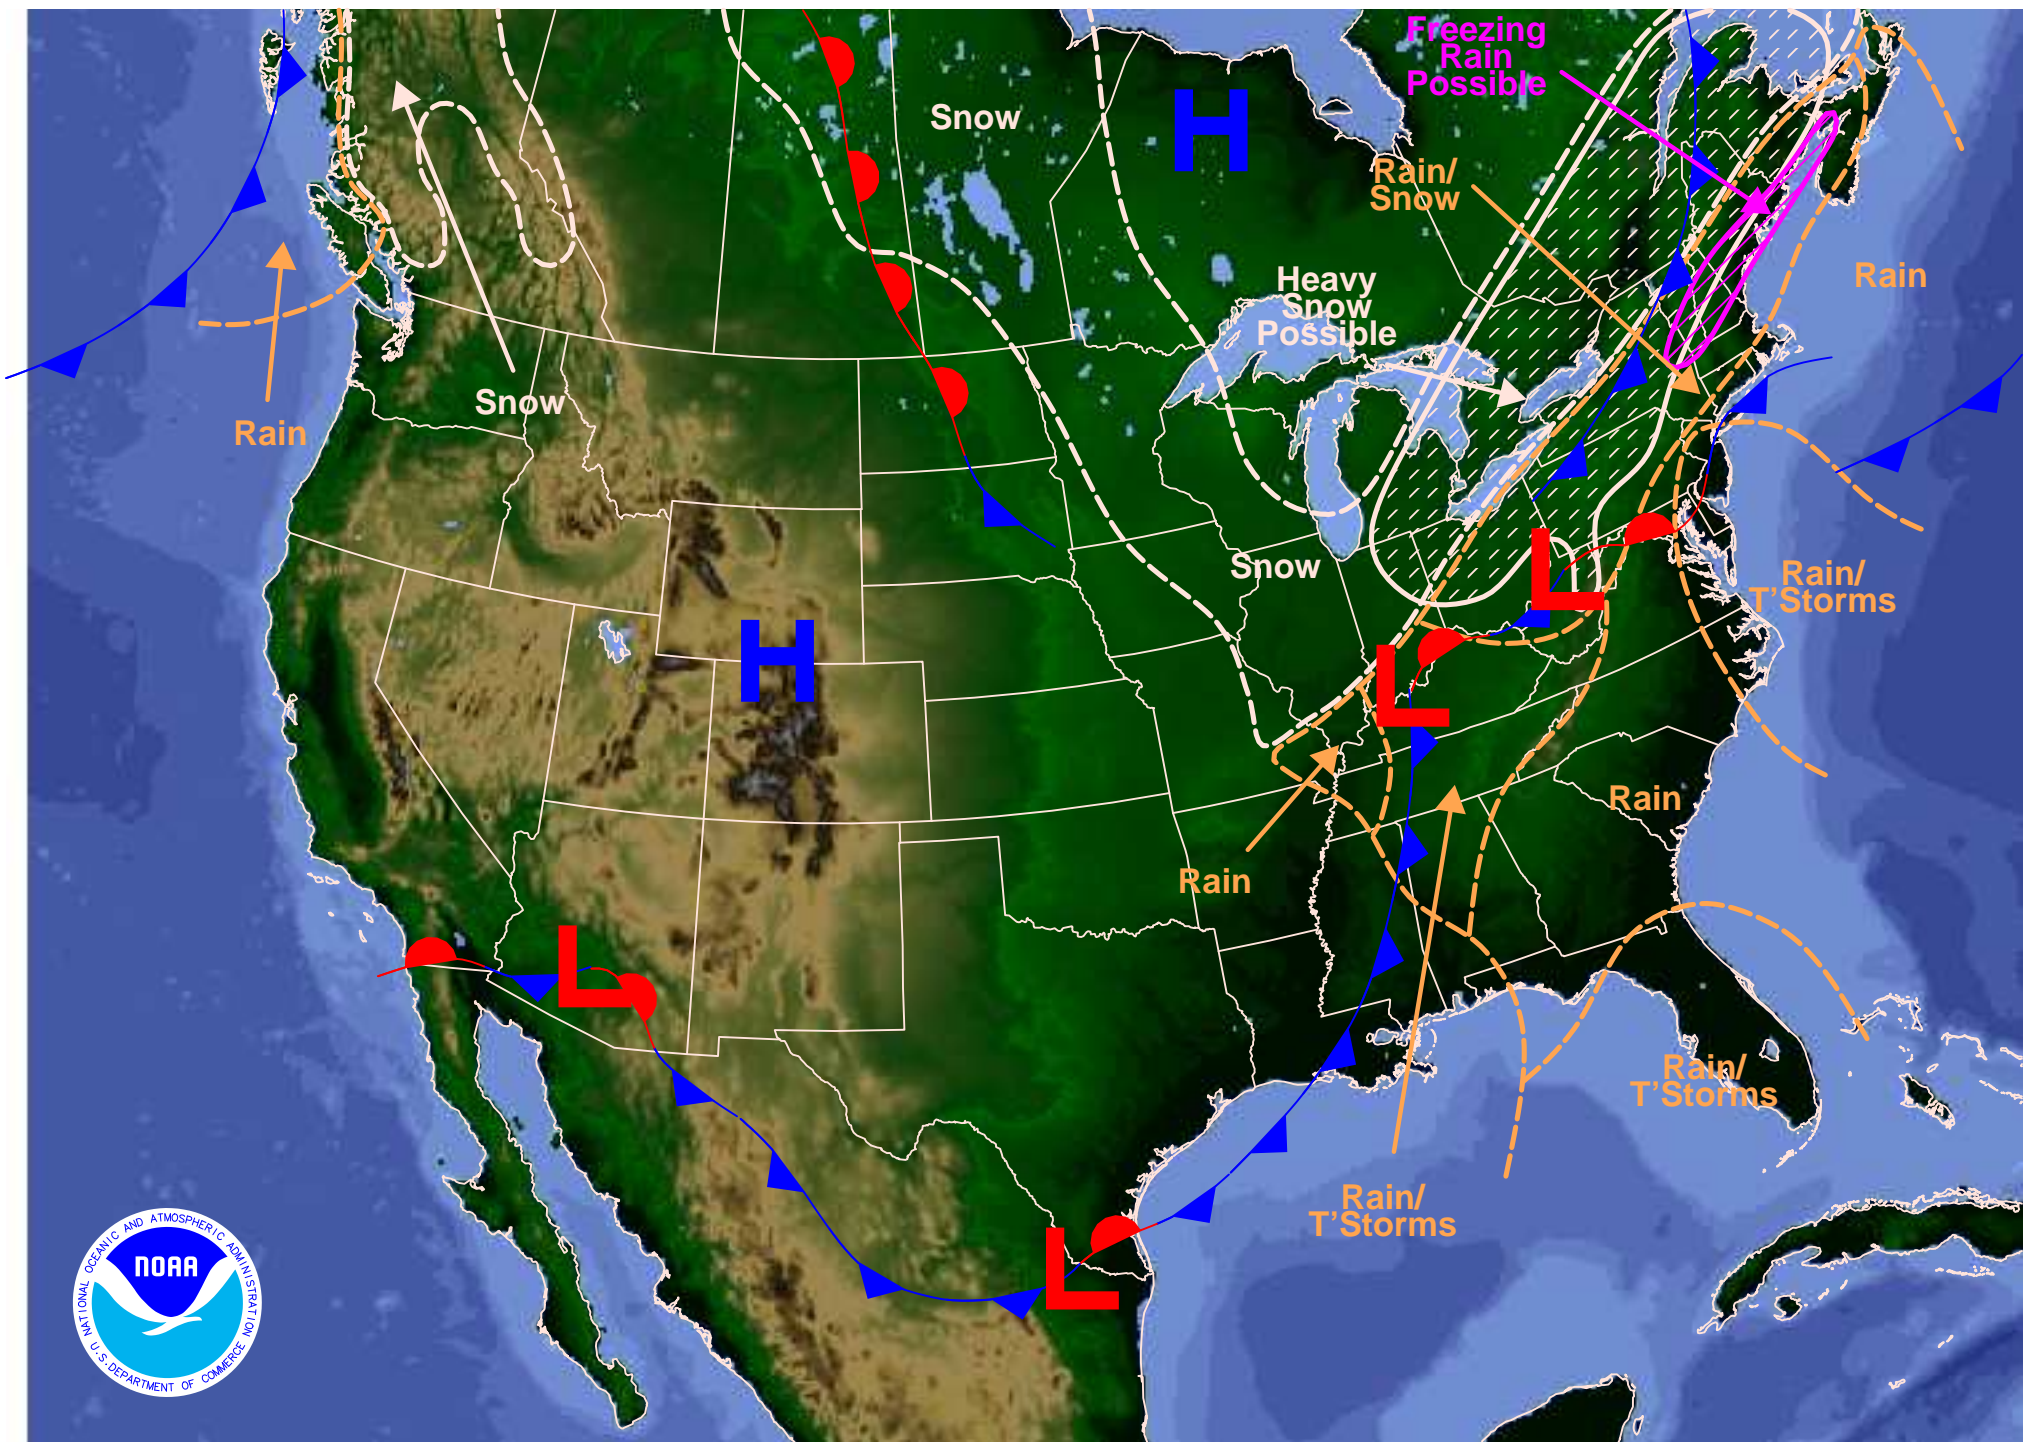 Freezing
Rain
Possible
Snow
H
Rain/
Snow
Rain
Heavy
Snow
Possible
Snow
Rain
Snow
L
Rain/
T'Storms
H
L
Rain
Rain
L
Rain/
T'Storms
Rain/
T'Storms
L
NATIONAL OCEANIC AND ATMOSPHERIC ADMINISTRATION
NOAA
U.S. DEPARTMENT OF COMMERCE